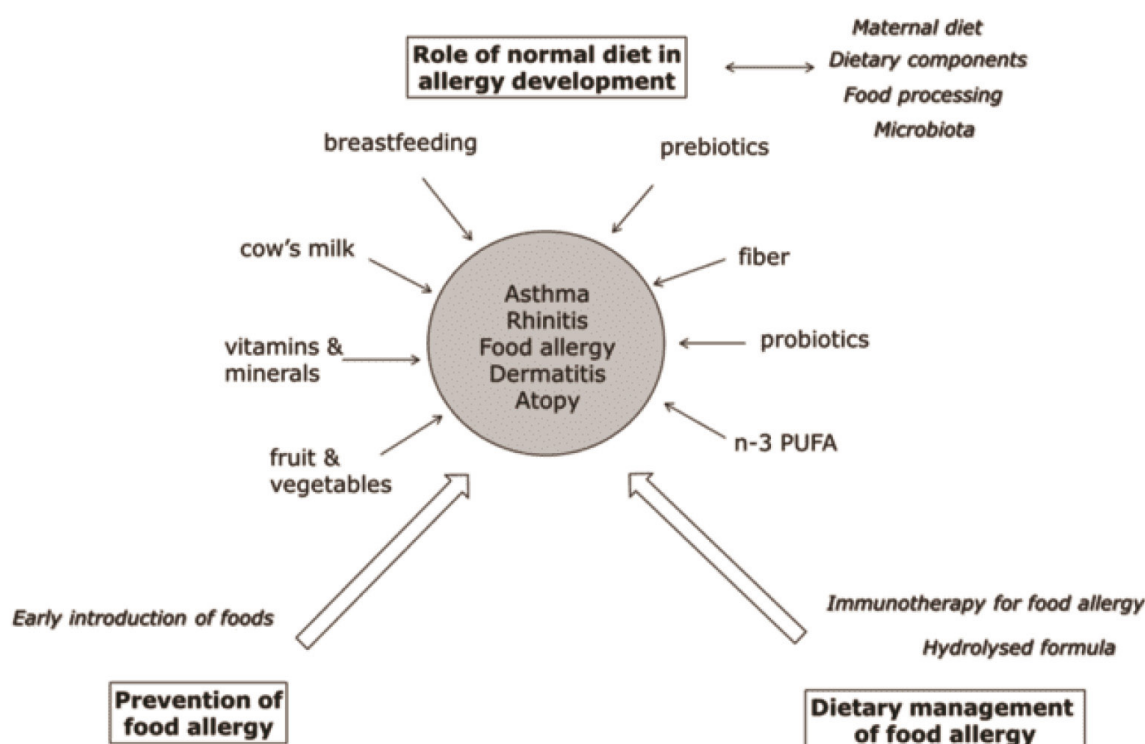 Role of normal diet in
allergy development
Maternal diet
Dietary components
Food processing
Microbiota
breastfeeding
prebiotics
cow's milk
fiber
vitamins &
minerals
probiotics
fruit &
vegetables
n-3 PUFA
Asthma
Rhinitis
Food allergy
Dermatitis
Atopy
Early introduction of foods
Immunotherapy for food allergy
Hydrolysed formula
Prevention of
food allergy
Dietary management
of food allergy